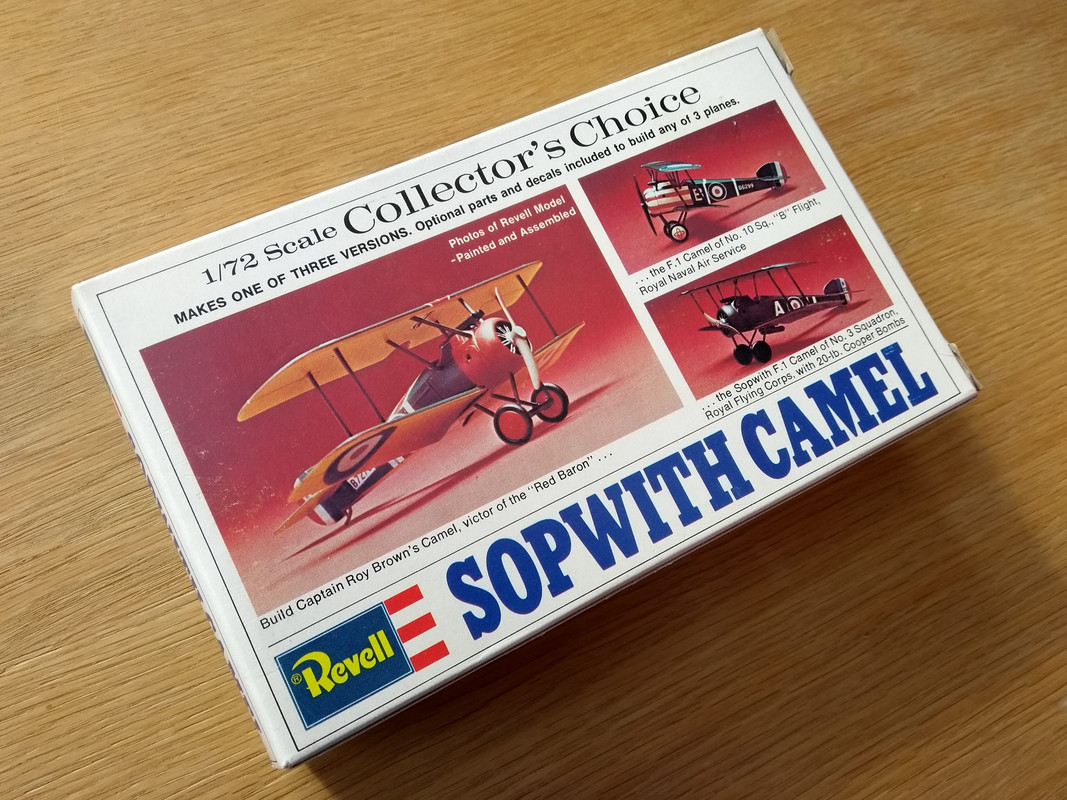 1/72 Scale Collector's Choice
MAKES ONE OF THREE VERSIONS. Optional parts and decals included to build any of 3 planes.
Photos of Revell Model
-Painted and Assembled
...the F.1 Camel of No. 10 Sq., "B" Flight,
Royal Naval Air Service
...the Sopwith F.1 Camel of No. 3 Squadron,
Royal Flying Corps, with 20-lb. Cooper Bombs
Build Captain Roy Brown's Camel, victor of the "Red Baron" ...
SOPWITH CAMEL
® Revell
E
B6299
A